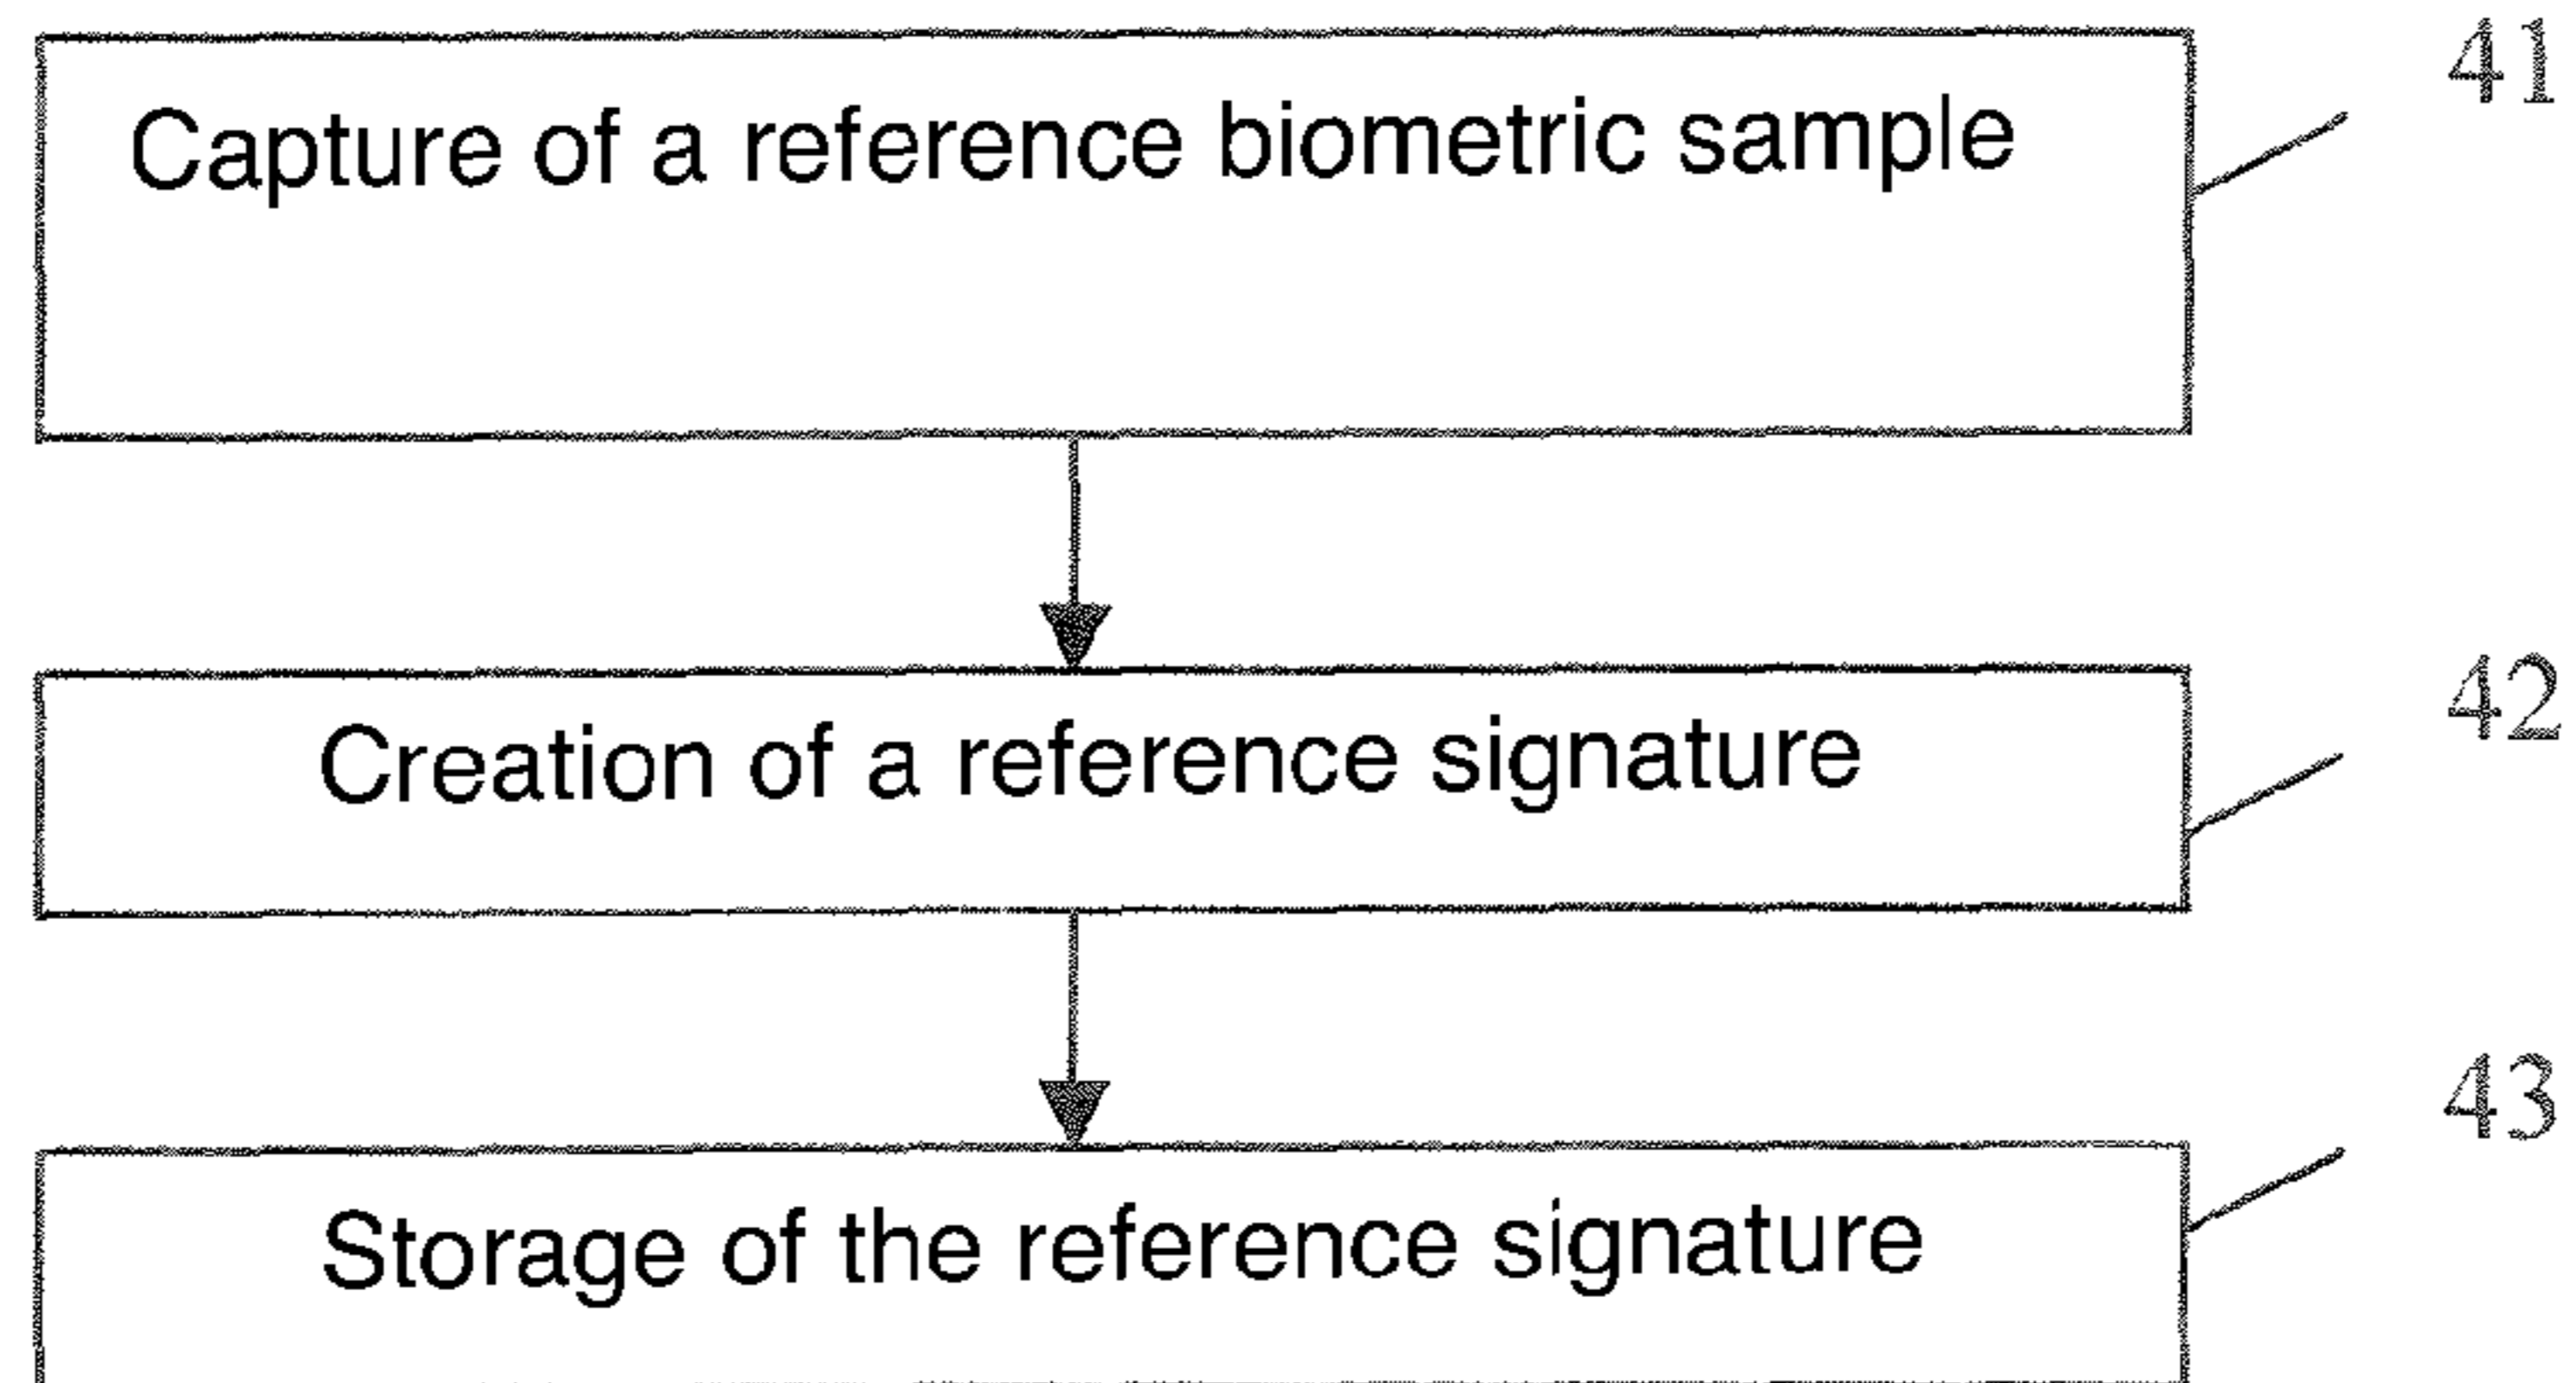 41
Capture of a reference biometric sample
42
Creation of a reference signature
43
Storage of the reference signature